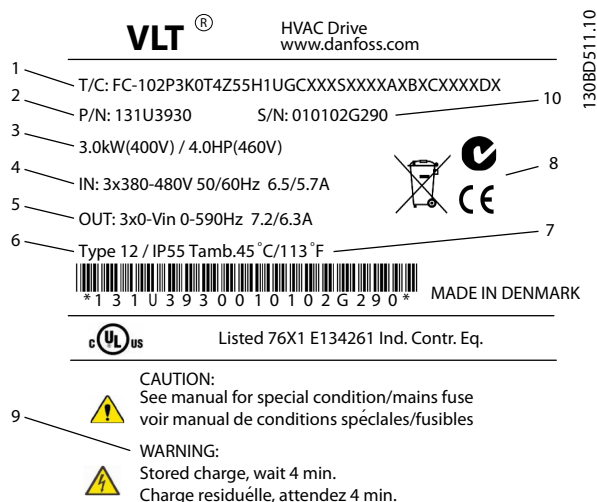 VLT ® HVAC Drive
www.danfoss.com
130BD511.10
1 T/C: FC-102P3K0T4Z55H1UGCXXXSXXXXAXBXCXXXXDX
2 P/N: 131U3930 S/N: 010102G290 10
3 3.0kW(400V) / 4.0HP(460V)
4 IN: 3x380-480V 50/60Hz 6.5/5.7A 8
CE
5 OUT: 3x0-Vin 0-590Hz 7.2/6.3A
6 Type 12 / IP55 Tamb.45˚C/113˚F 7
*131U3930010102G290* MADE IN DENMARK
c UL us Listed 76X1 E134261 Ind. Contr. Eq.
CAUTION:
See manual for special condition/mains fuse
voir manual de conditions spéclales/fusibles
9 WARNING:
Stored charge, wait 4 min.
Charge residuélle, attendez 4 min.